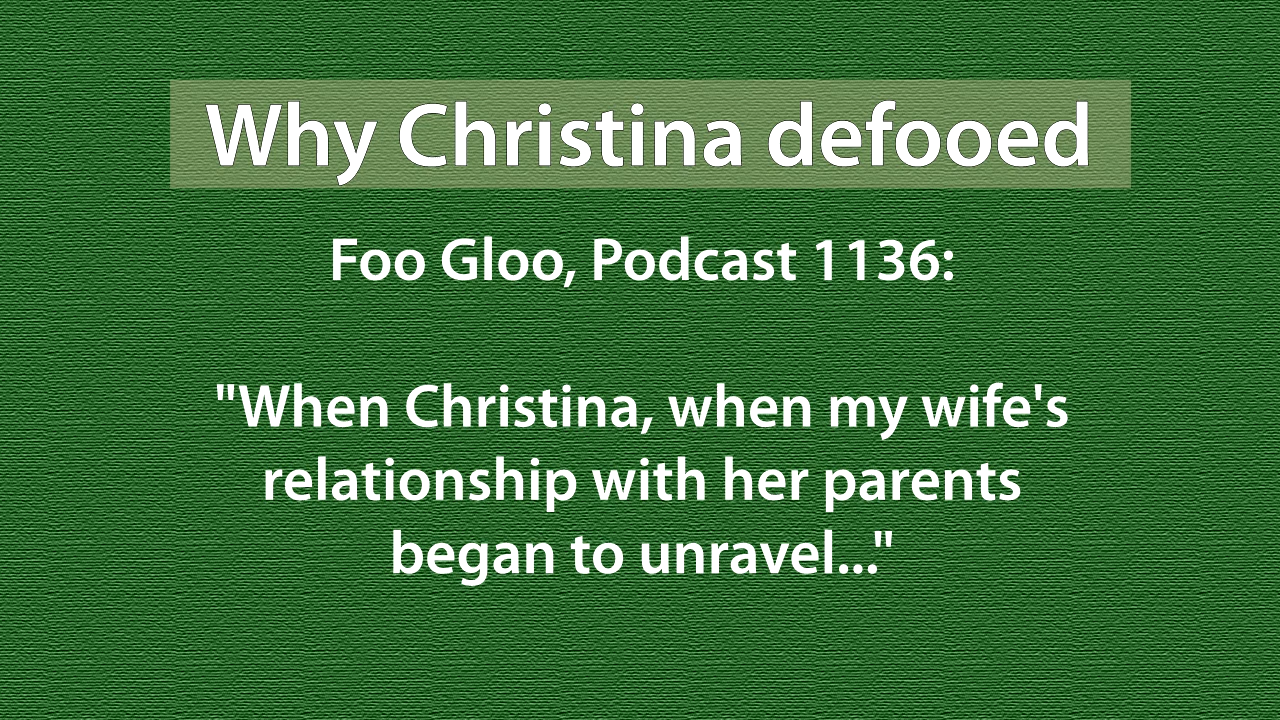 Why Christina defooed
Foo Gloo, Podcast 1136:
"When Christina, when my wife's
relationship with her parents
began to unravel..."